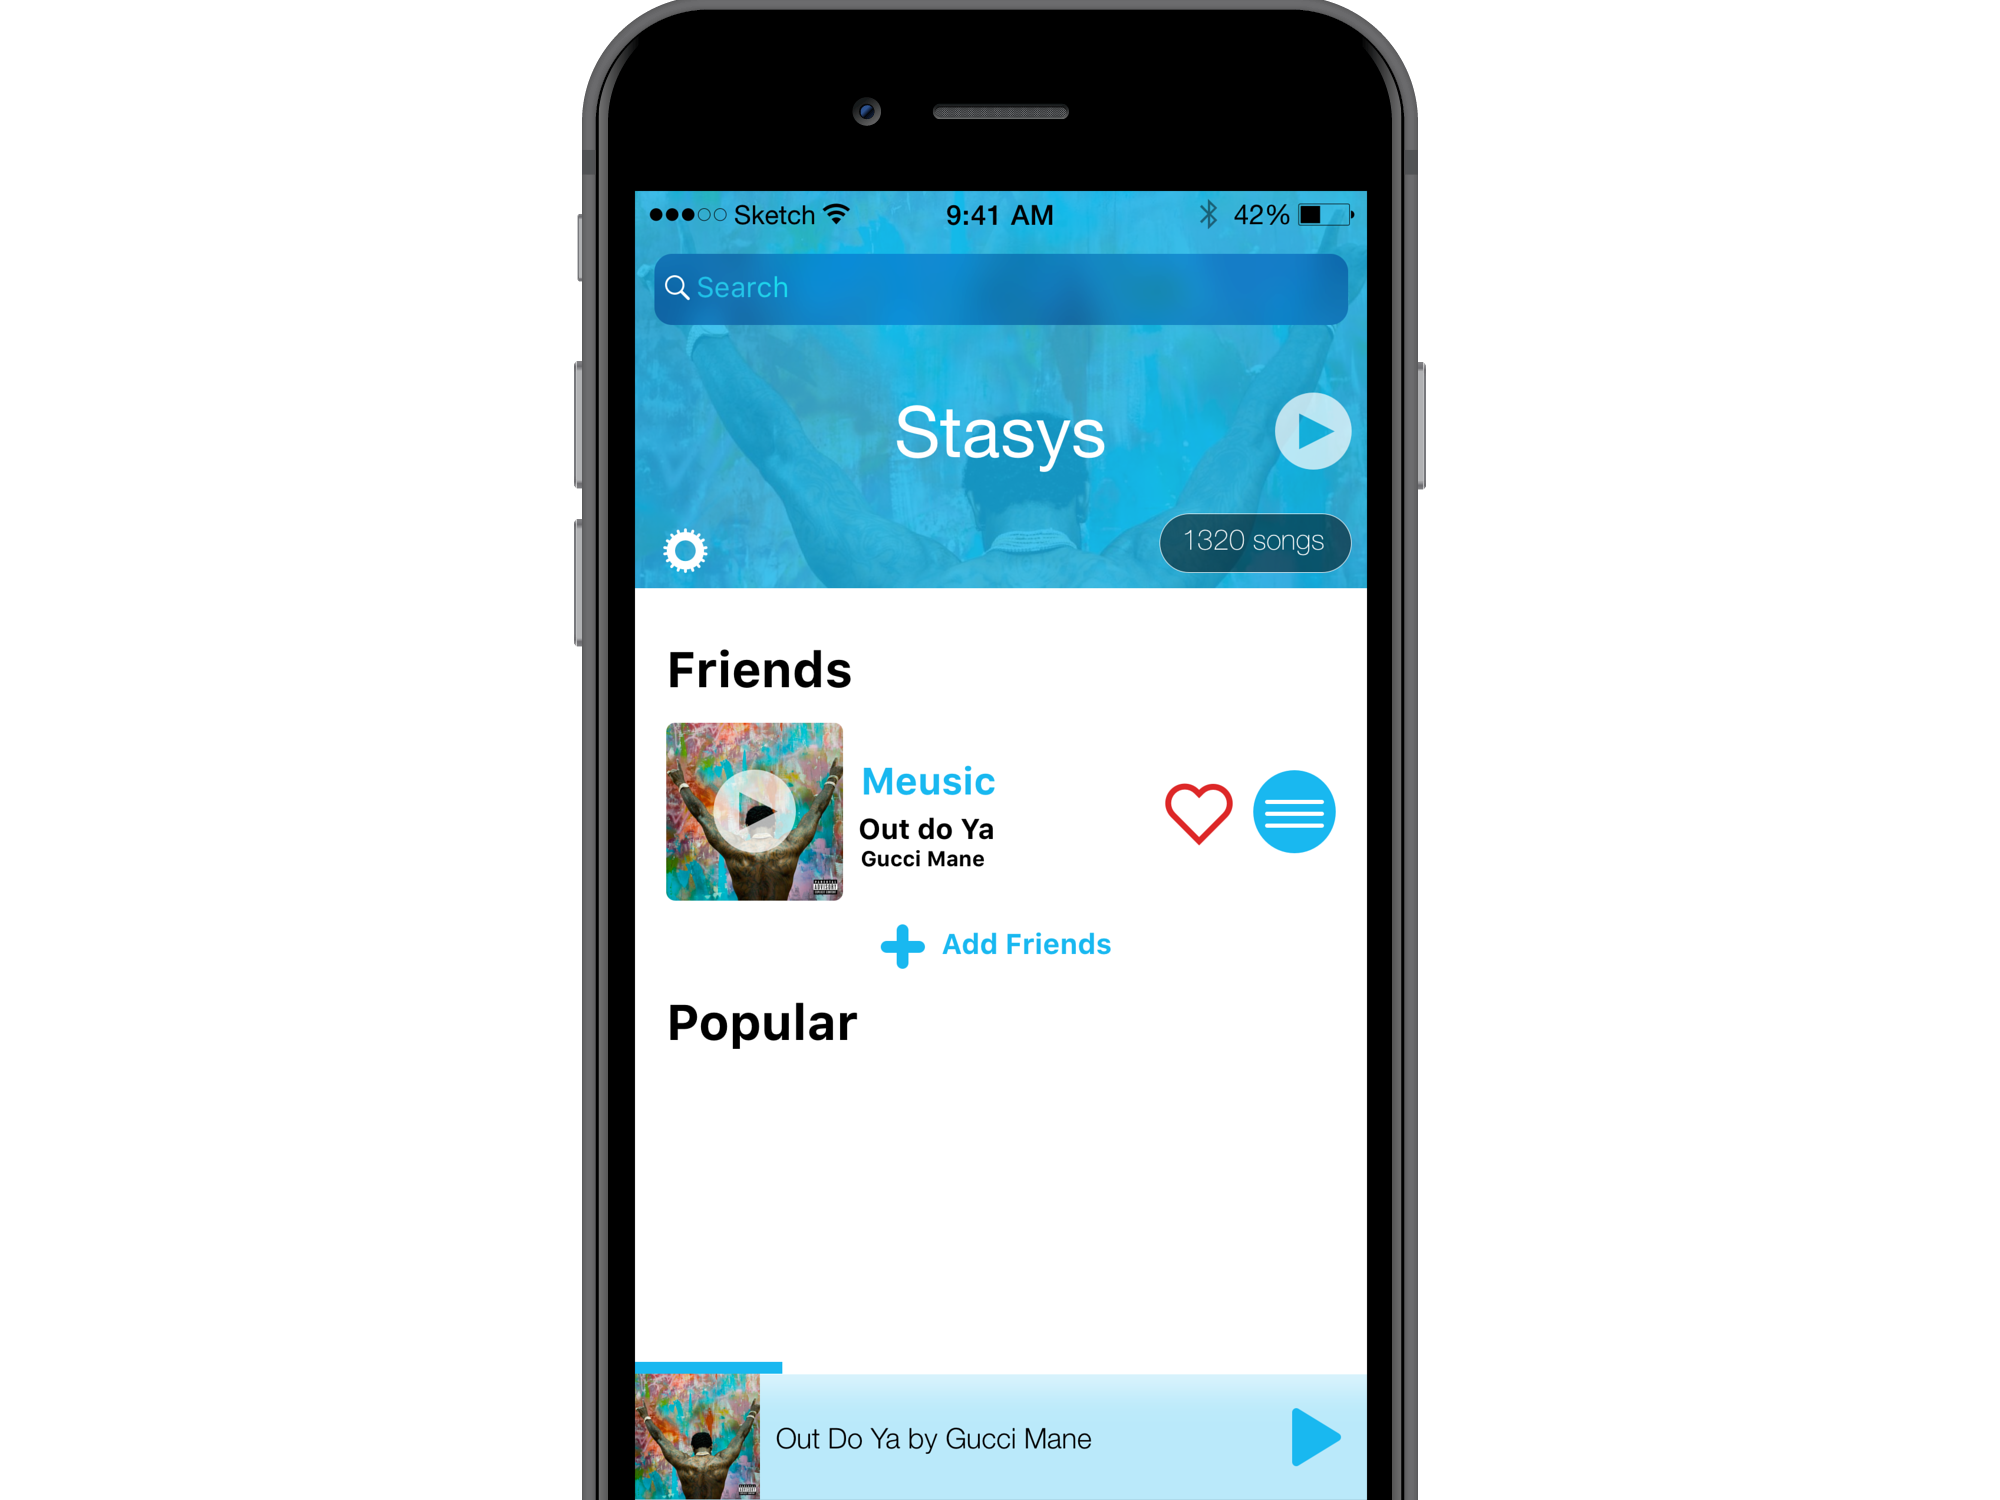 Sketch 9:41 AM 42%
Search
Stasys
1320 songs
Friends
Meusic
Out do Ya
Gucci Mane
Add Friends
Popular
Out Do Ya by Gucci Mane